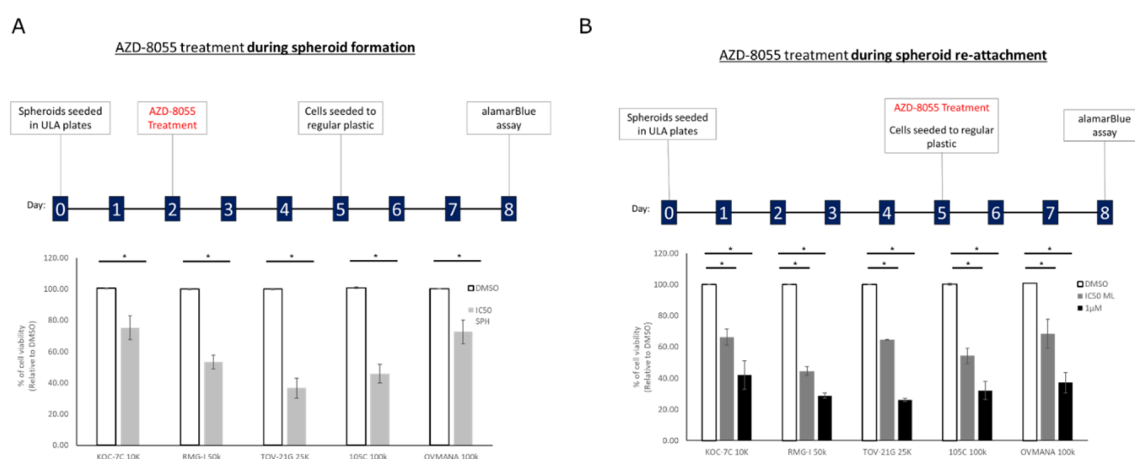 A
AZD-8055 treatment during spheroid formation
Spheroids seeded
in ULA plates
AZD-8055
Treatment
Cells seeded to
regular plastic
alamarBlue
assay
Day: 0 1 2 3 4 5 6 7 8
% of cell viability
(Relative to DMSO)
120.00
100.00
80.00
60.00
40.00
20.00
0.00
* * * * *
DMSO
IC50
SPH
KOC-7C 10K RMG-I 50k TOV-21G 25K 105C 100k OVMANA 100k
B
AZD-8055 treatment during spheroid re-attachment
Spheroids seeded
in ULA plates
AZD-8055 Treatment
Cells seeded to regular
plastic
alamarBlue
assay
Day: 0 1 2 3 4 5 6 7 8
% of cell viability
(Relative to DMSO)
120.00
100.00
80.00
60.00
40.00
20.00
0.00
* * * * *
* * * * *
DMSO
IC50 ML
1µM
KOC-7C 10K RMG-I 50k TOV-21G 25K 105C 100k OVMANA 100k